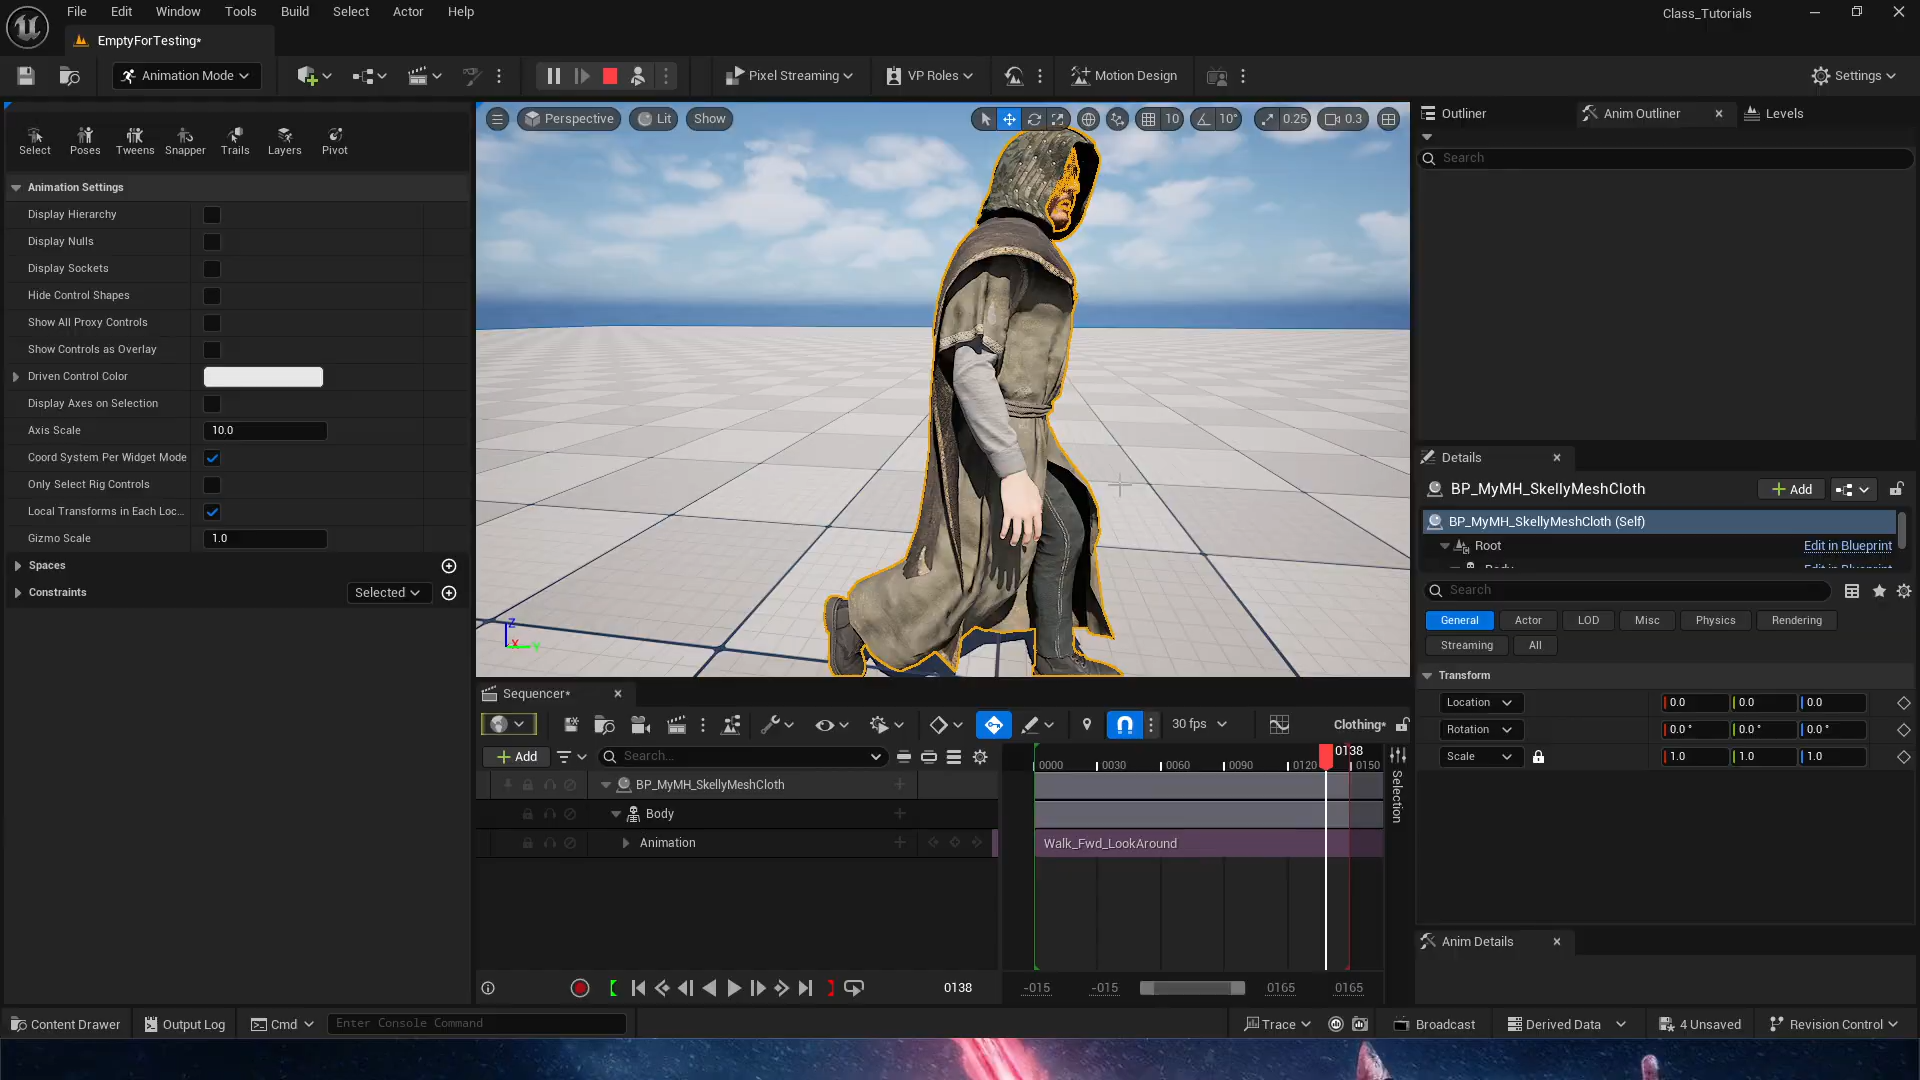 File Edit Window Tools Build Select Actor Help
Class_Tutorials
EmptyForTesting*
Animation Mode
Pixel Streaming
VP Roles
Motion Design
Settings
Select Poses Tweens Snapper Trails Layers Pivot
Animation Settings
Display Hierarchy
Display Nulls
Display Sockets
Hide Control Shapes
Show All Proxy Controls
Show Controls as Overlay
Driven Control Color
Display Axes on Selection
Axis Scale 10.0
Coord System Per Widget Mode
Only Select Rig Controls
Local Transforms in Each Loc...
Gizmo Scale 1.0
Spaces
Constraints Selected
Perspective Lit Show
10 10° 0.25 0.3
Z
X Y
Outliner Anim Outliner Levels
Search
Details
BP_MyMH_SkellyMeshCloth Add
BP_MyMH_SkellyMeshCloth (Self)
Root Edit in Blueprint
Body Edit in Blueprint
Search
General Actor LOD Misc Physics Rendering
Streaming All
Transform
Location 0.0 0.0 0.0
Rotation 0.0 ° 0.0 ° 0.0 °
Scale 1.0 1.0 1.0
Anim Details
Sequencer*
30 fps Clothing*
Add Search...
0138
0000 0030 0060 0090 0120 0150
Selection
BP_MyMH_SkellyMeshCloth
Body
Animation
Walk_Fwd_LookAround
0138 -015 -015 0165 0165
Content Drawer Output Log Cmd Enter Console Command
Trace Broadcast Derived Data 4 Unsaved Revision Control